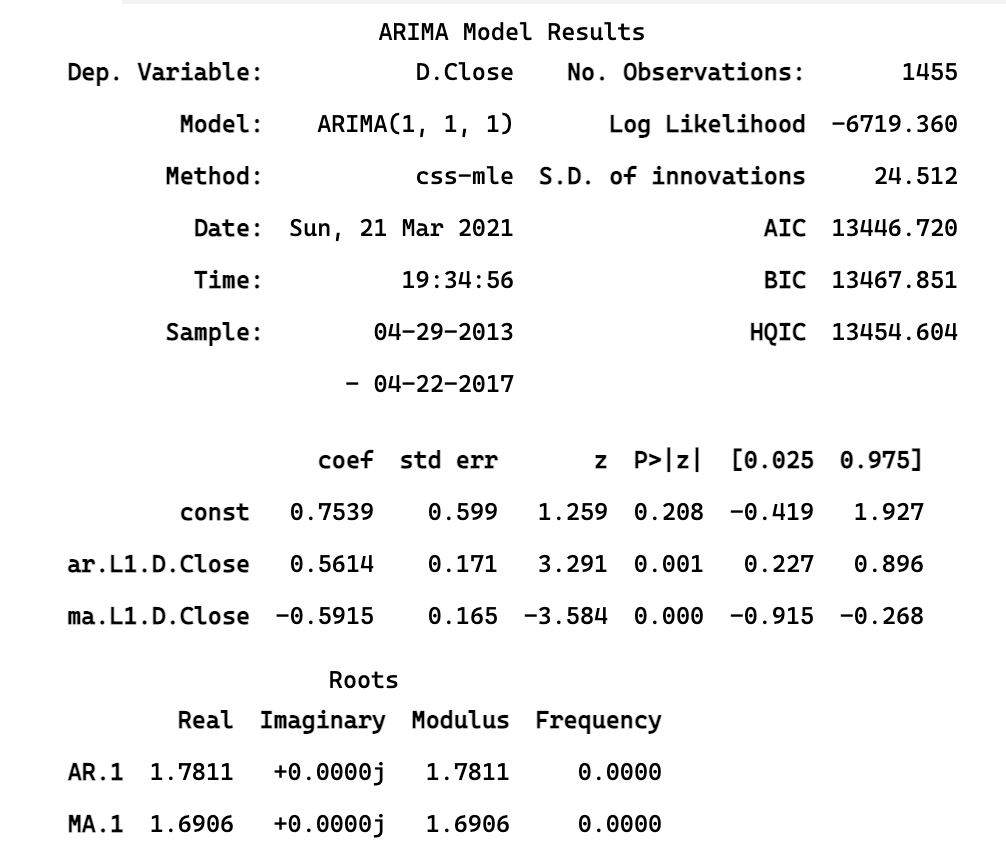 ARIMA Model Results
Dep. Variable: D.Close No. Observations: 1455
Model: ARIMA(1, 1, 1) Log Likelihood -6719.360
Method: css-mle S.D. of innovations 24.512
Date: Sun, 21 Mar 2021 AIC 13446.720
Time: 19:34:56 BIC 13467.851
Sample: 04-29-2013 HQIC 13454.604
- 04-22-2017
coef std err z P>|z| [0.025 0.975]
const 0.7539 0.599 1.259 0.208 -0.419 1.927
ar.L1.D.Close 0.5614 0.171 3.291 0.001 0.227 0.896
ma.L1.D.Close -0.5915 0.165 -3.584 0.000 -0.915 -0.268
Roots
Real Imaginary Modulus Frequency
AR.1 1.7811 +0.0000j 1.7811 0.0000
MA.1 1.6906 +0.0000j 1.6906 0.0000